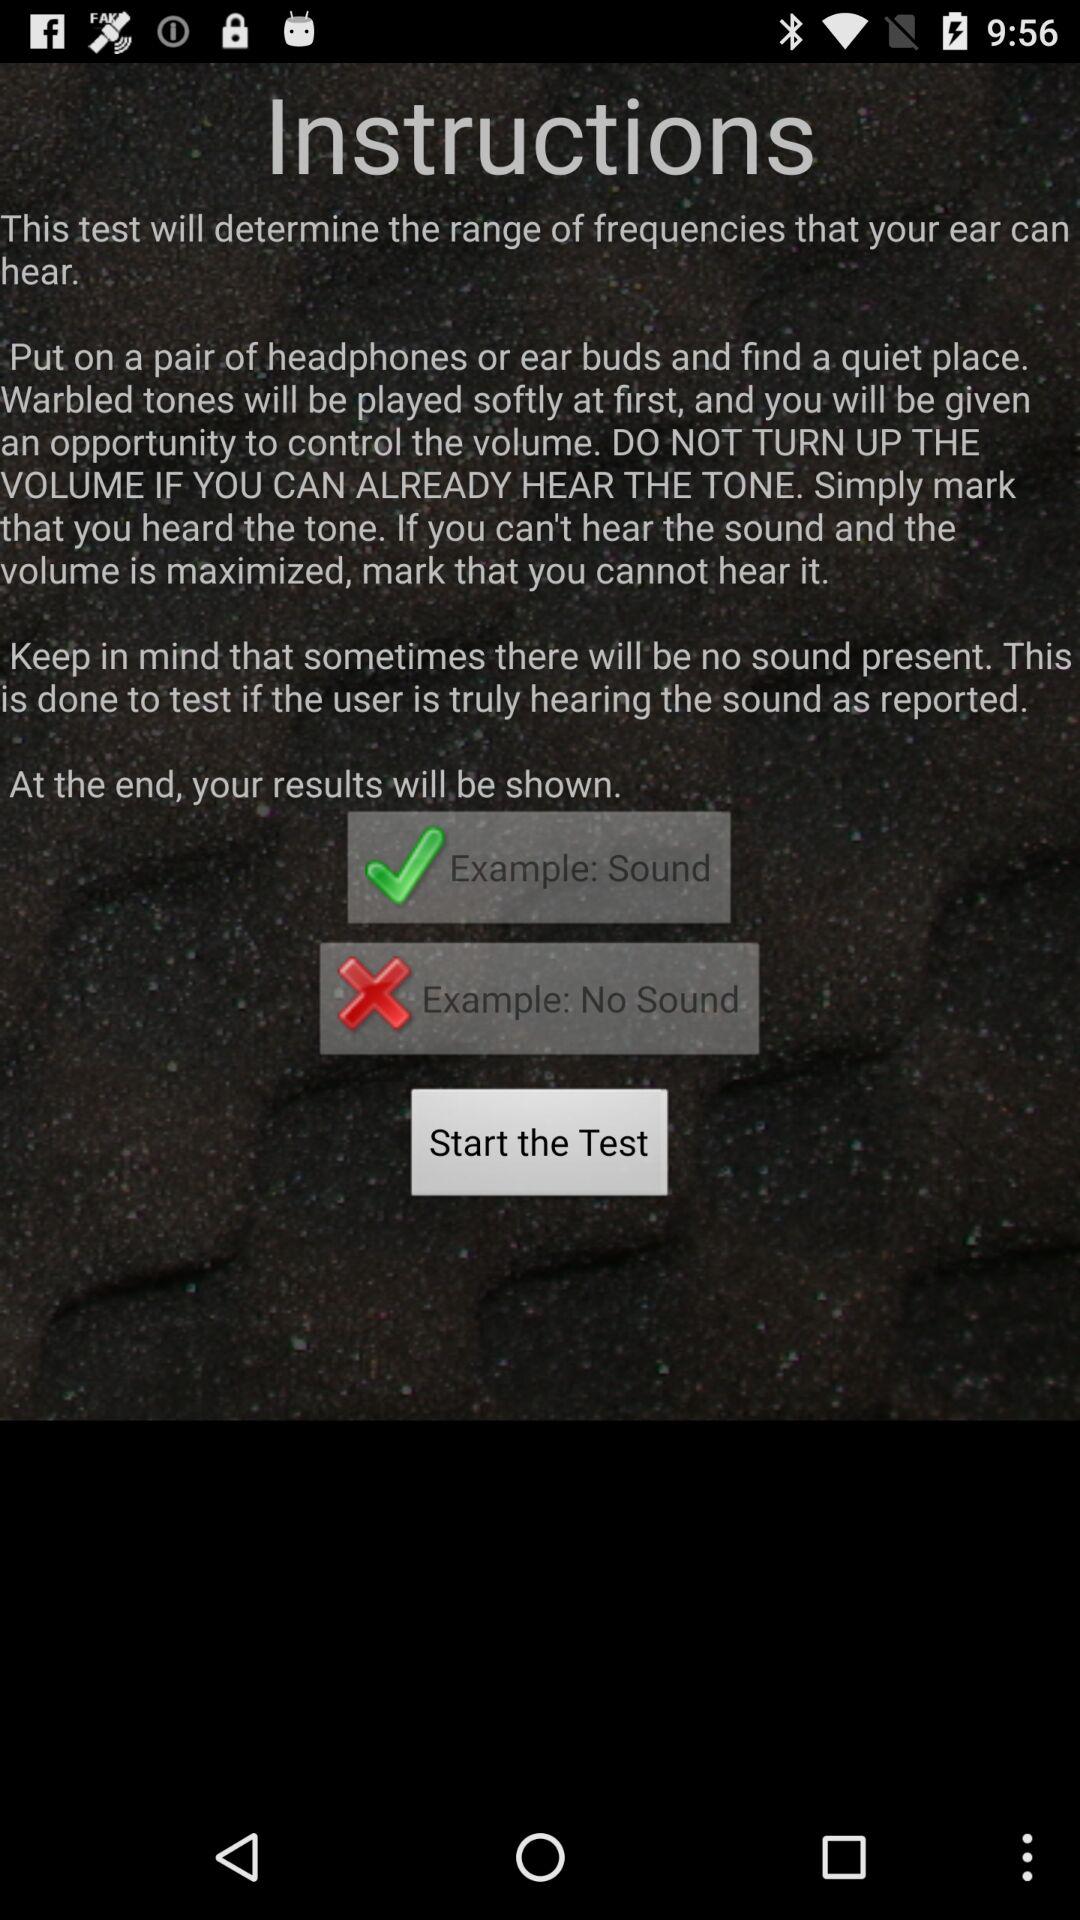 FAKE
9:56
Instructions
This test will determine the range of frequencies that your ear can
hear.
Put on a pair of headphones or ear buds and find a quiet place.
Warbled tones will be played softly at first, and you will be given
an opportunity to control the volume. DO NOT TURN UP THE
VOLUME IF YOU CAN ALREADY HEAR THE TONE. Simply mark
that you heard the tone. If you can't hear the sound and the
volume is maximized, mark that you cannot hear it.
Keep in mind that sometimes there will be no sound present. This
is done to test if the user is truly hearing the sound as reported.
At the end, your results will be shown.
Example: Sound
Example: No Sound
Start the Test